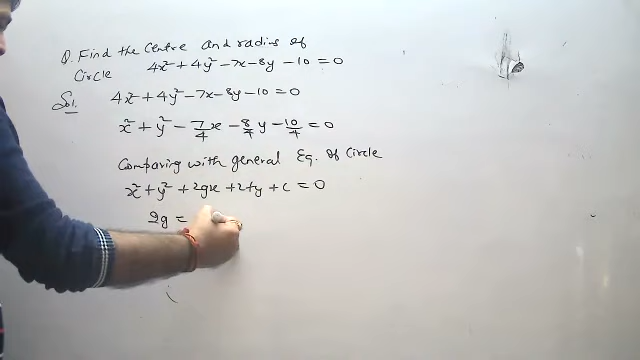 Q. Find the Centre and radius of
Circle 4x² + 4y² - 7x - 8y - 10 = 0
Sol. 4x² + 4y² - 7x - 8y - 10 = 0
x² + y² - 7/4 x - 8/4 y - 10/4 = 0
Comparing with general Eq. of Circle
x² + y² + 2gx + 2fy + c = 0
2g =